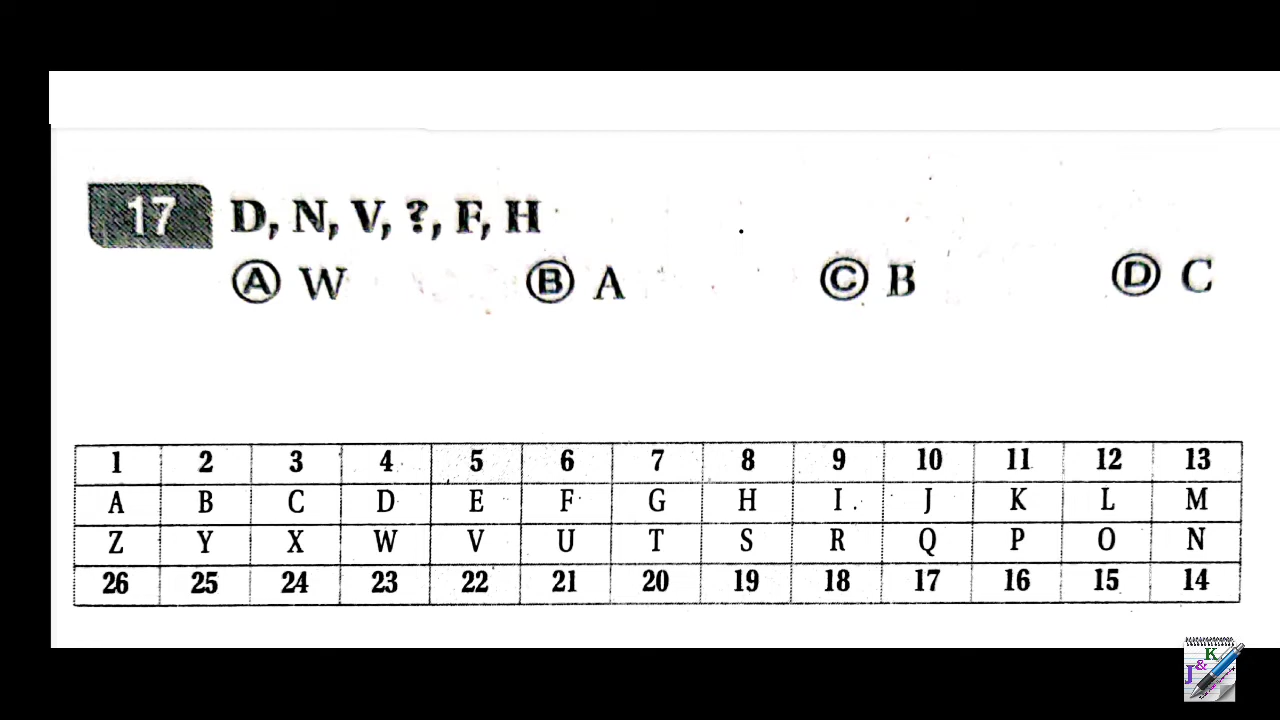 17 D, N, V, ?, F, H
Ⓐ W Ⓑ A Ⓒ B Ⓓ C
1 2 3 4 5 6 7 8 9 10 11 12 13
A B C D E F G H I J K L M
Z Y X W V U T S R Q P O N
26 25 24 23 22 21 20 19 18 17 16 15 14
J & K